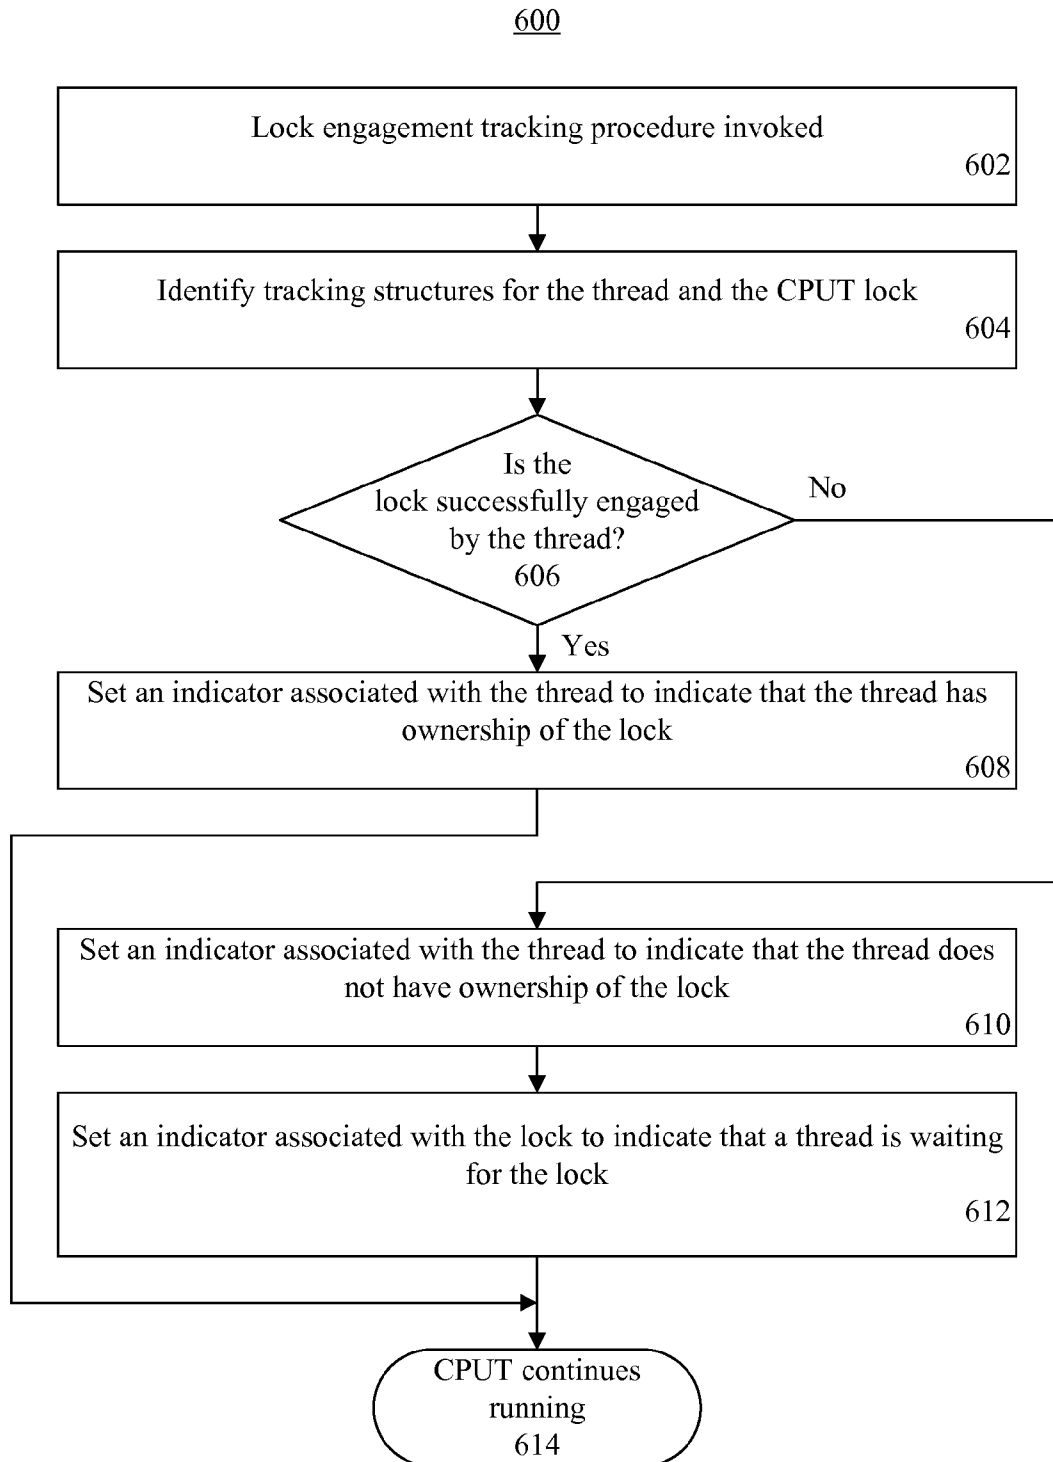 600
Lock engagement tracking procedure invoked
602
Identify tracking structures for the thread and the CPUT lock
604
Is the
lock successfully engaged
by the thread?
606
No
Yes
Set an indicator associated with the thread to indicate that the thread has
ownership of the lock
608
Set an indicator associated with the thread to indicate that the thread does
not have ownership of the lock
610
Set an indicator associated with the lock to indicate that a thread is waiting
for the lock
612
CPUT continues
running
614